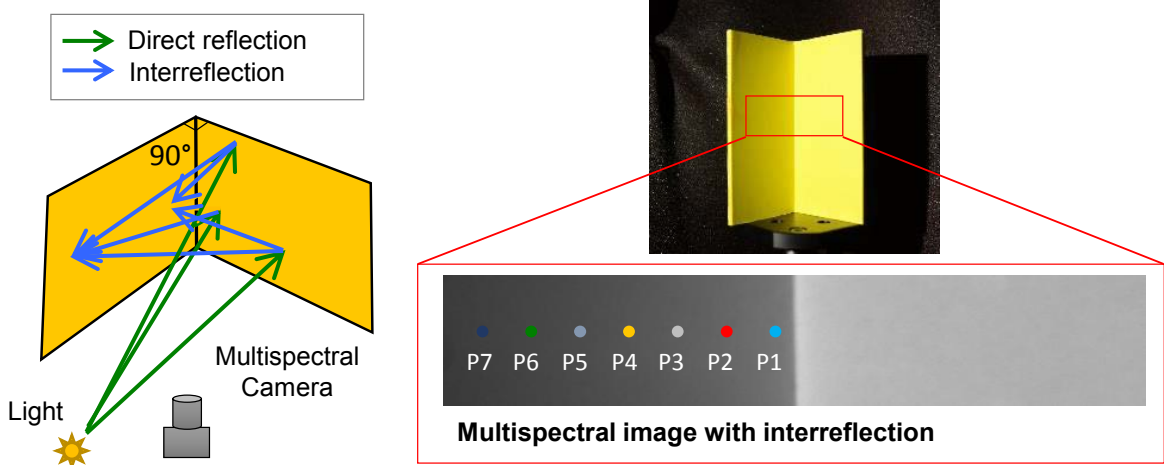 Direct reflection
Interreflection
90°
Multispectral
Camera
Light
P7 P6 P5 P4 P3 P2 P1
Multispectral image with interreflection